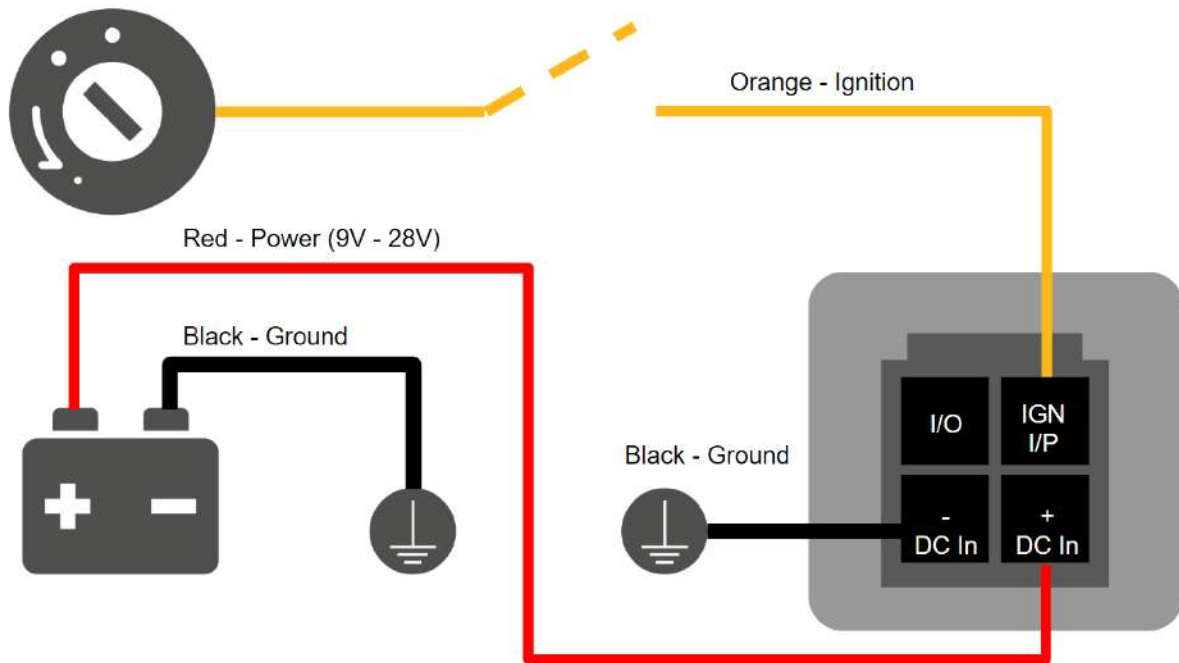 Orange - Ignition
Red - Power (9V - 28V)
Black - Ground
I/O
IGN
I/P
Black - Ground
-
DC In
+
DC In